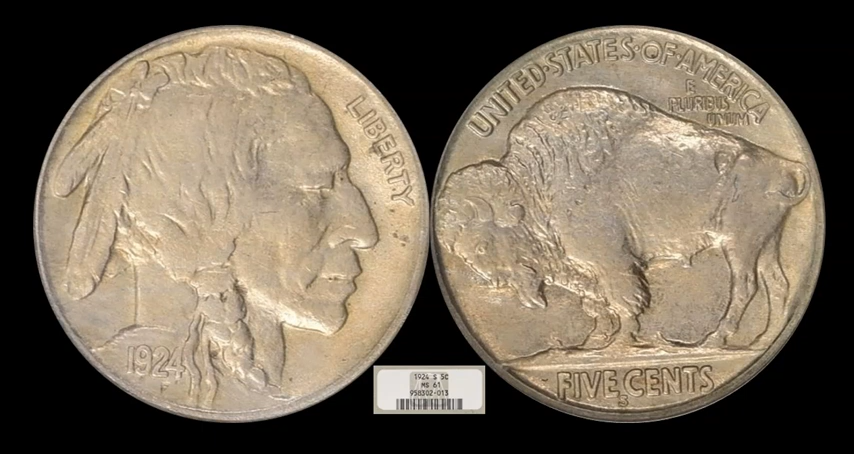 LIBERTY
1924
UNITED·STATES·OF·AMERICA
E
PLURIBUS
UNUM
FIVE CENTS
S
1924 S 5C
MS 61
958302-013